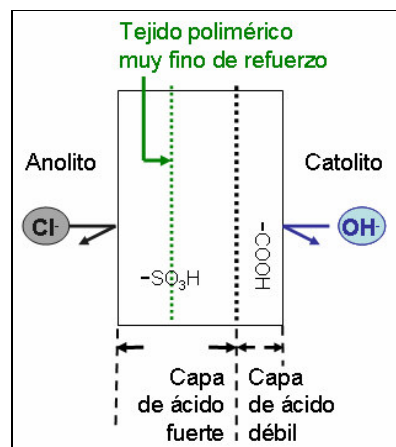 Tejido polimérico
muy fino de refuerzo
Anolito
Catolito
Cl-
OH-
-SO3H
-COOH
Capa
de ácido
fuerte
Capa
de ácido
débil